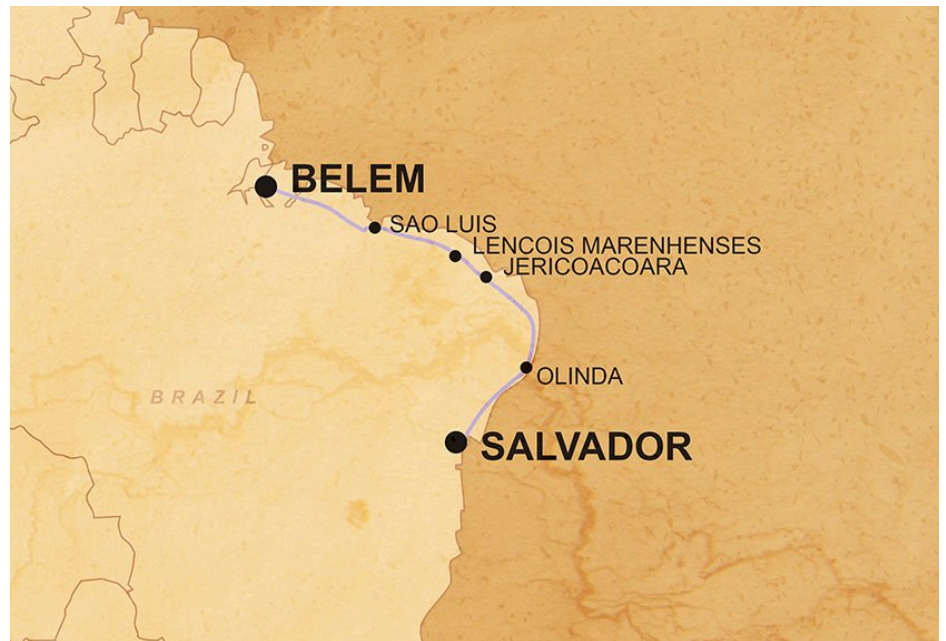 BELEM
SAO LUIS
LENCOIS MARENHENSES
JERICOACOARA
OLINDA
BRAZIL
SALVADOR